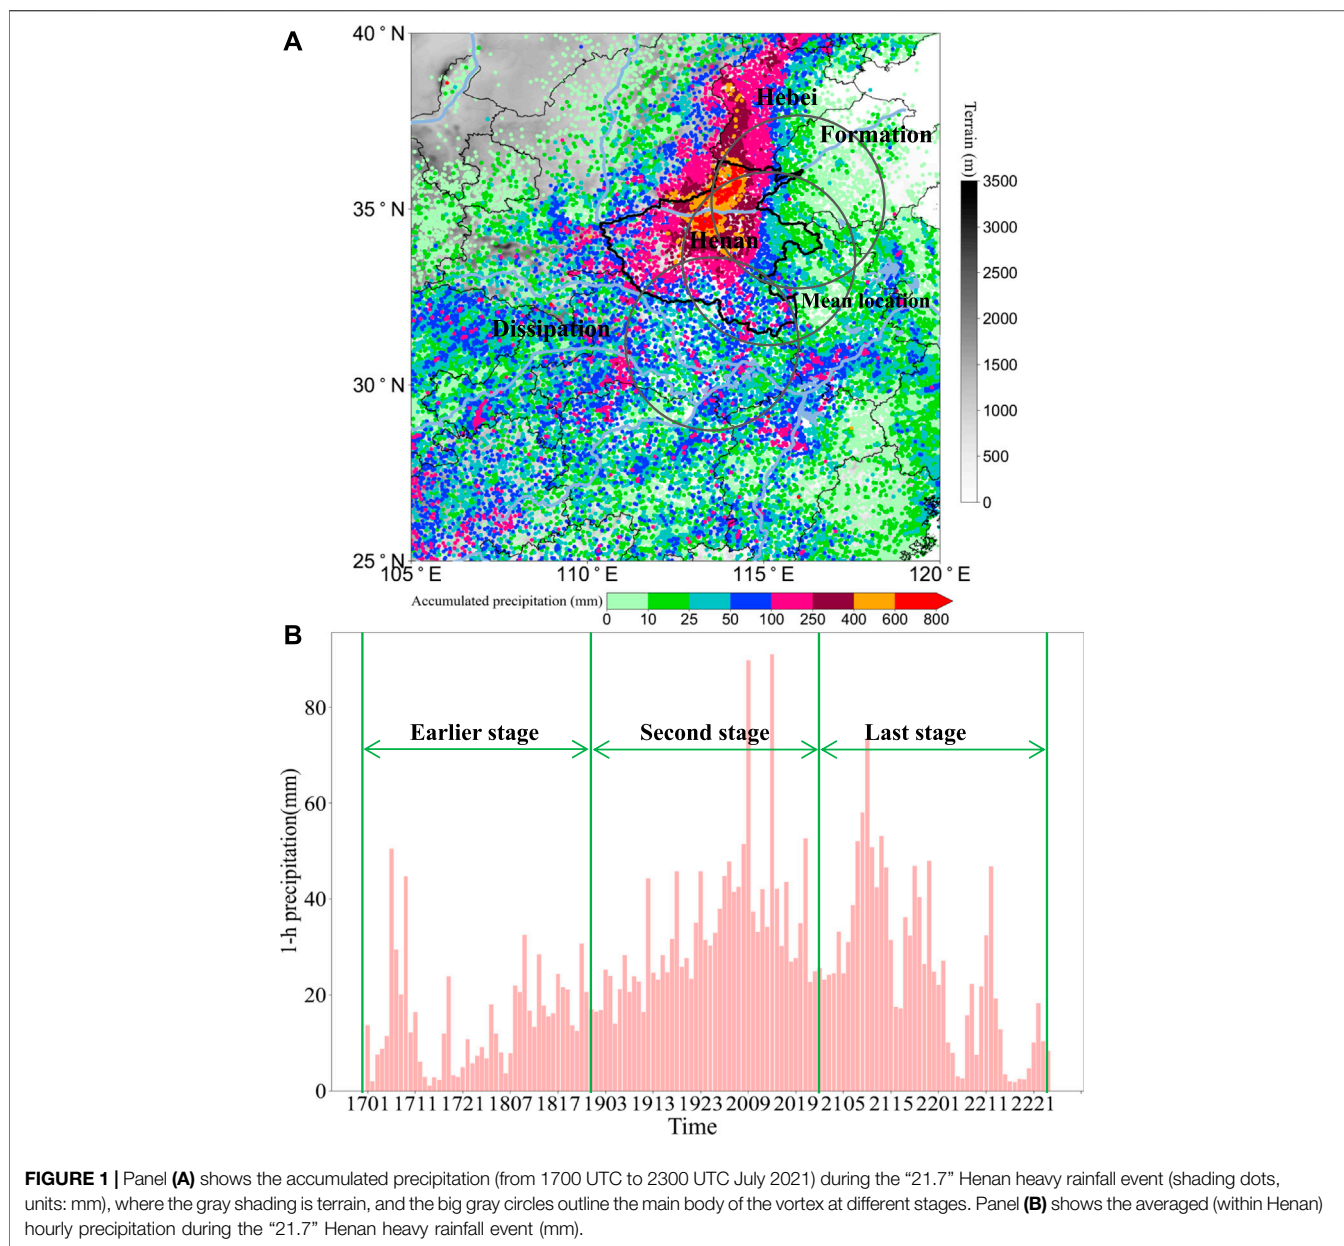 A
40°N
35°N
30°N
25°N
105°E
110°E
115°E
120°E
Hebei
Formation
Henan
Mean location
Dissipation
Terrain (m)
3500
3000
2500
2000
1500
1000
500
0
Accumulated precipitation (mm)
0 10 25 50 100 250 400 600 800
B
Earlier stage
Second stage
Last stage
1-h precipitation(mm)
80
60
40
20
0
1701 1711 1721 1807 1817 1903 1913 1923 2009 2019 2105 2115 2201 2211 2221
Time
FIGURE 1 | Panel (A) shows the accumulated precipitation (from 1700 UTC to 2300 UTC July 2021) during the “21.7” Henan heavy rainfall event (shading dots,
units: mm), where the gray shading is terrain, and the big gray circles outline the main body of the vortex at different stages. Panel (B) shows the averaged (within Henan)
hourly precipitation during the “21.7” Henan heavy rainfall event (mm).